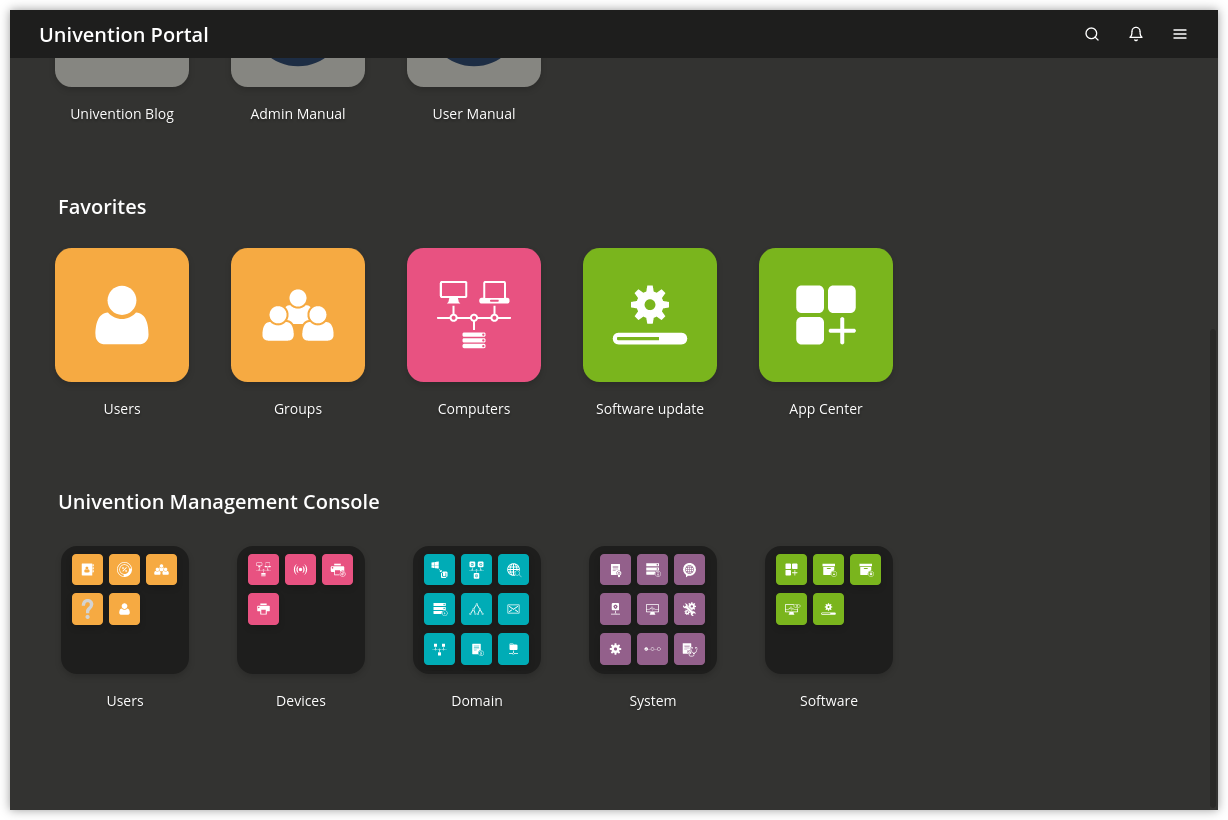 Univention Portal
Univention Blog
Admin Manual
User Manual
Favorites
Users
Groups
Computers
Software update
App Center
Univention Management Console
Users
Devices
Domain
System
Software